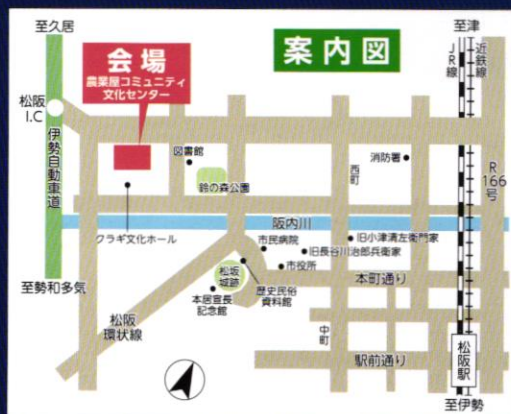 至久居
会場
農業屋コミュニティ
文化センター
案内図
至津
JR線
近鉄線
松阪
I.C
図書館
消防署
西町
R
166
号
鈴の森公園
伊勢自動車道
阪内川
クラギ文化ホール
市民病院
旧小津清左衛門家
旧長谷川治郎兵衛家
市役所
松坂
城跡
本町通り
至勢和多気
本居宣長
記念館
歴史民俗
資料館
松阪
環状線
中町
駅前通り
松阪駅
至伊勢